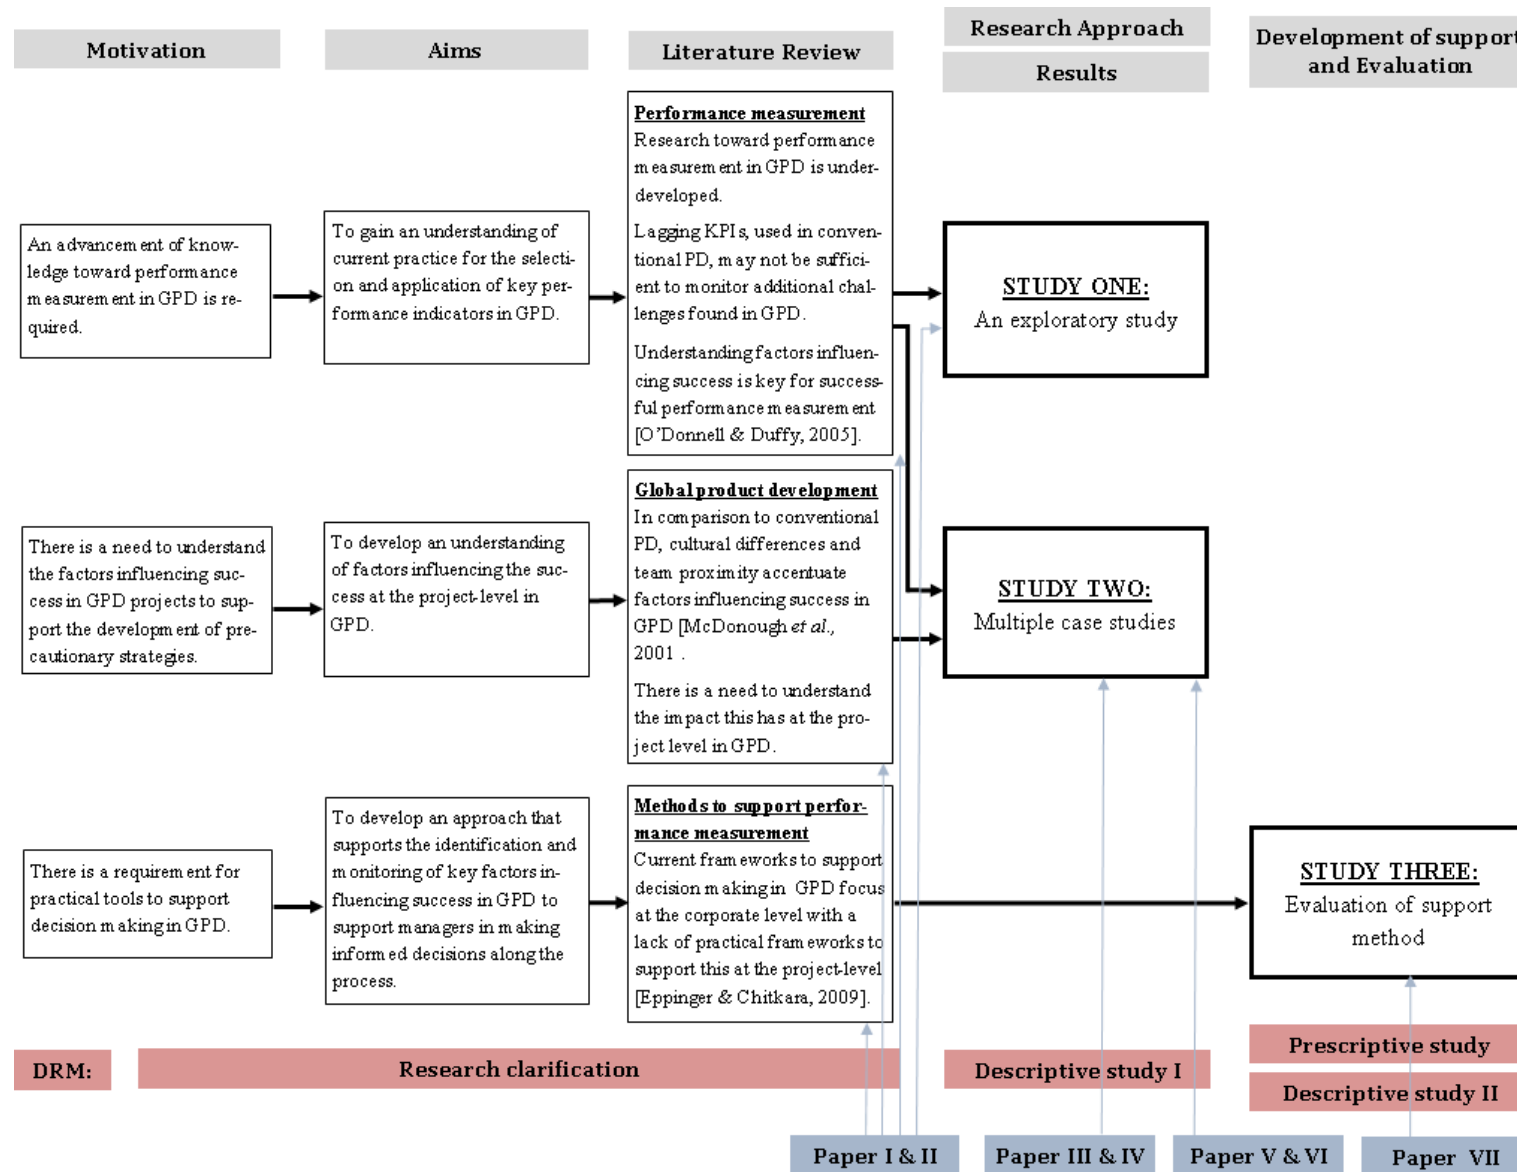 Motivation
Aims
Literature Review
Research Approach
Results
Development of support
and Evaluation
An advancement of know-
ledge toward performance
measurement in GPD is re-
quired.
To gain an understanding of
current practice for the selecti-
on and application of key per-
formance indicators in GPD.
Performance measurement
Research toward performance
measurement in GPD is under-
developed.
Lagging KPIs, used in conven-
tional PD, may not be suffici-
ent to monitor additional chal-
lenges found in GPD.
Understanding factors influen-
cing success is key for success-
ful performance measurement
[O'Donnell & Duffy, 2005].
STUDY ONE:
An exploratory study
There is a need to understand
the factors influencing suc-
cess in GPD projects to sup-
port the development of pre-
cautionary strategies.
To develop an understanding
of factors influencing the suc-
cess at the project-level in
GPD.
Global product development
In comparison to conventional
PD, cultural differences and
team proximity accentuate
factors influencing success in
GPD [McDonough et al.,
2001 .
There is a need to understand
the impact this has at the pro-
ject level in GPD.
STUDY TWO:
Multiple case studies
There is a requirement for
practical tools to support
decision making in GPD.
To develop an approach that
supports the identification and
monitoring of key factors in-
fluencing success in GPD to
support managers in making
informed decisions along the
process.
Methods to support perfor-
mance measurement
Current frameworks to support
decision making in GPD focus
at the corporate level with a
lack of practical frameworks to
support this at the project-level
[Eppinger & Chitkara, 2009].
STUDY THREE:
Evaluation of support
method
DRM:
Research clarification
Descriptive study I
Prescriptive study
Descriptive study II
Paper I & II
Paper III & IV
Paper V & VI
Paper VII